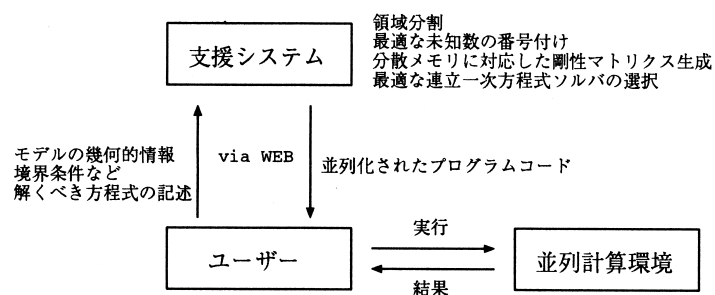 領域分割
最適な未知数の番号付け
分散メモリに対応した剛性マトリクス生成
最適な連立一次方程式ソルバの選択
支援システム
モデルの幾何的情報
境界条件など
解くべき方程式の記述
via WEB
並列化されたプログラムコード
ユーザー
実行
結果
並列計算環境